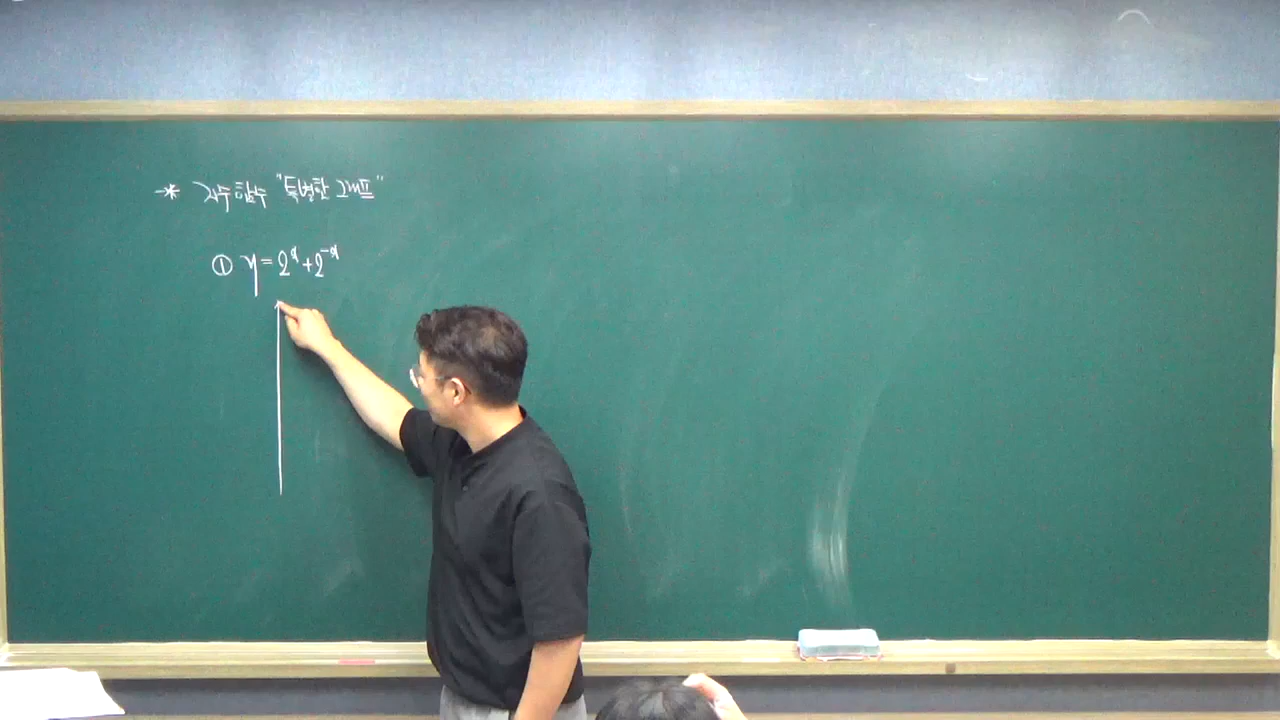 * 지수함수 "특별한 그래프"
① y = 2^x + 2^-x